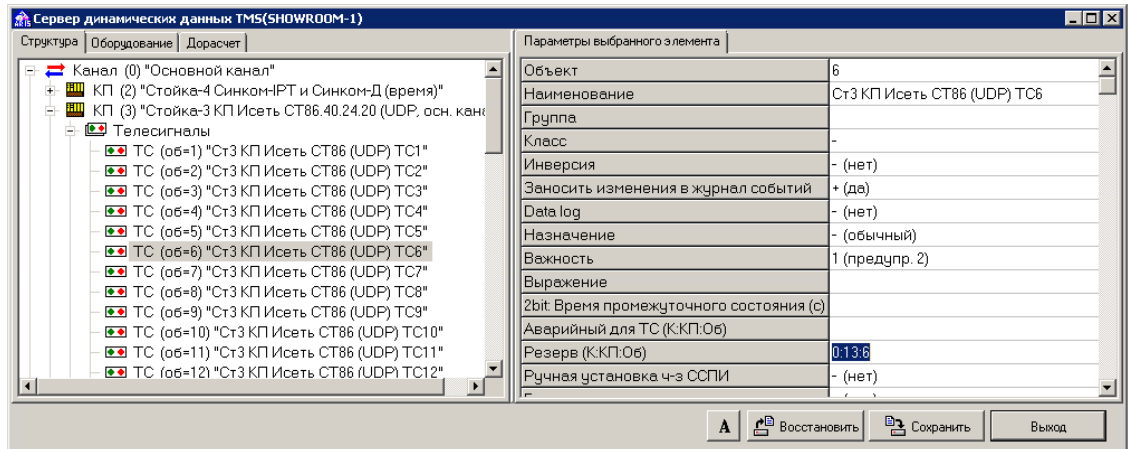 Сервер динамических данных TMS(SHOWROOM-1)
Структура Оборудование Дорасчет
Канал (0) "Основной канал"
КП (2) "Стойка-4 Синком-IPT и Синком-Д (время)"
КП (3) "Стойка-3 КП Исеть СТ86.40.24.20 (UDP, осн. кана
Телесигналы
ТС (об=1) "Ст3 КП Исеть СТ86 (UDP) ТС1"
ТС (об=2) "Ст3 КП Исеть СТ86 (UDP) ТС2"
ТС (об=3) "Ст3 КП Исеть СТ86 (UDP) ТС3"
ТС (об=4) "Ст3 КП Исеть СТ86 (UDP) ТС4"
ТС (об=5) "Ст3 КП Исеть СТ86 (UDP) ТС5"
ТС (об=6) "Ст3 КП Исеть СТ86 (UDP) ТС6"
ТС (об=7) "Ст3 КП Исеть СТ86 (UDP) ТС7"
ТС (об=8) "Ст3 КП Исеть СТ86 (UDP) ТС8"
ТС (об=9) "Ст3 КП Исеть СТ86 (UDP) ТС9"
ТС (об=10) "Ст3 КП Исеть СТ86 (UDP) ТС10"
ТС (об=11) "Ст3 КП Исеть СТ86 (UDP) ТС11"
ТС (об=12) "Ст3 КП Исеть СТ86 (UDP) ТС12"
Параметры выбранного элемента
Объект 6
Наименование Ст3 КП Исеть СТ86 (UDP) ТС6
Группа
Класс -
Инверсия - (нет)
Заносить изменения в журнал событий + (да)
Data log - (нет)
Назначение - (обычный)
Важность 1 (предупр. 2)
Выражение
2bit: Время промежуточного состояния (с)
Аварийный для ТС (К:КП:Об)
Резерв (К:КП:Об) 0:13:6
Ручная установка ч-з ССПИ - (нет)
A Восстановить Сохранить Выход